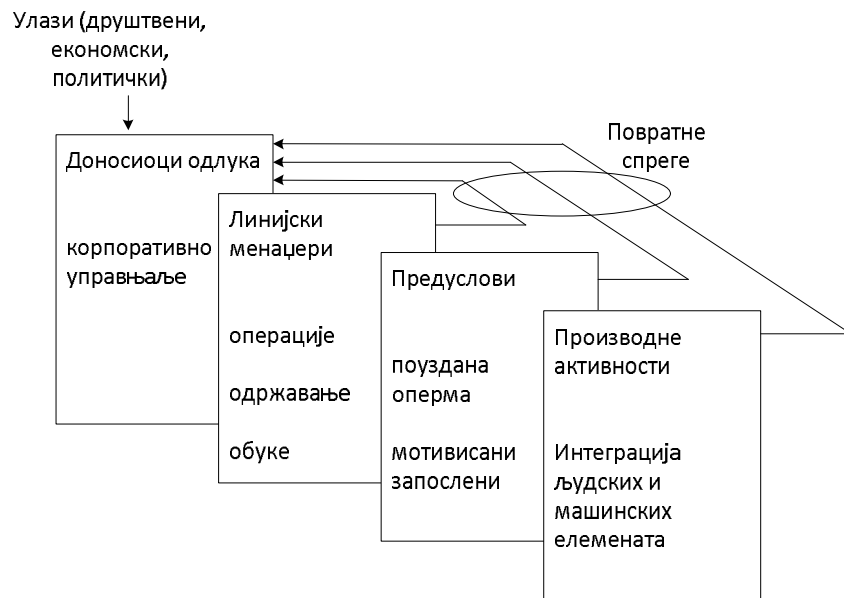 Улази (друштвени,
економски,
политички)
Повратне
спреге
Доносиоци одлука
корпоративно
управњаље
Линијски
менаџери
операције
одржавање
обуке
Предуслови
поуздана
оперма
мотивисани
запослени
Производне
активности
Интеграција
људских и
машинских
елемената